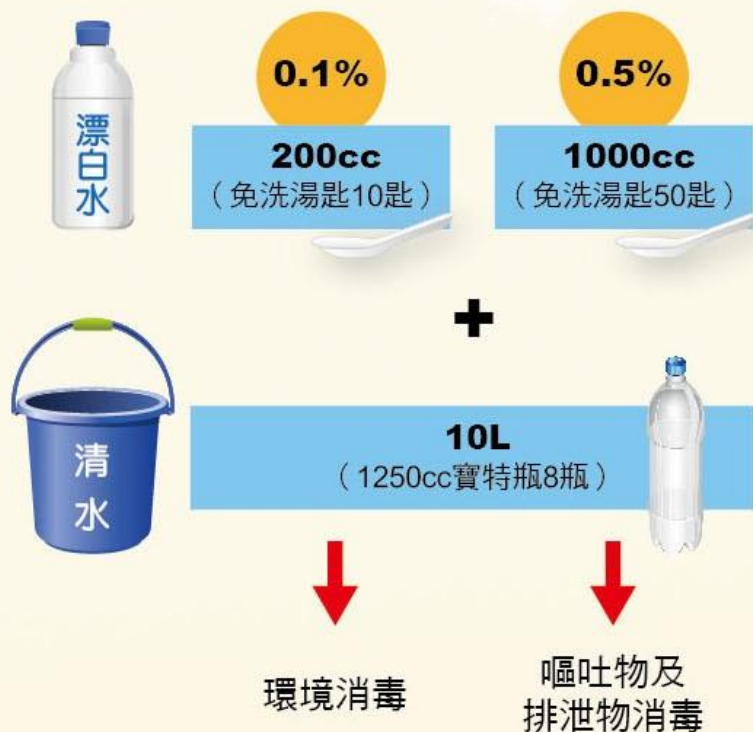 漂白水
0.1%
0.5%
200cc
（免洗湯匙10匙）
1000cc
（免洗湯匙50匙）
+
清水
10L
（1250cc寶特瓶8瓶）
環境消毒
嘔吐物及
排泄物消毒